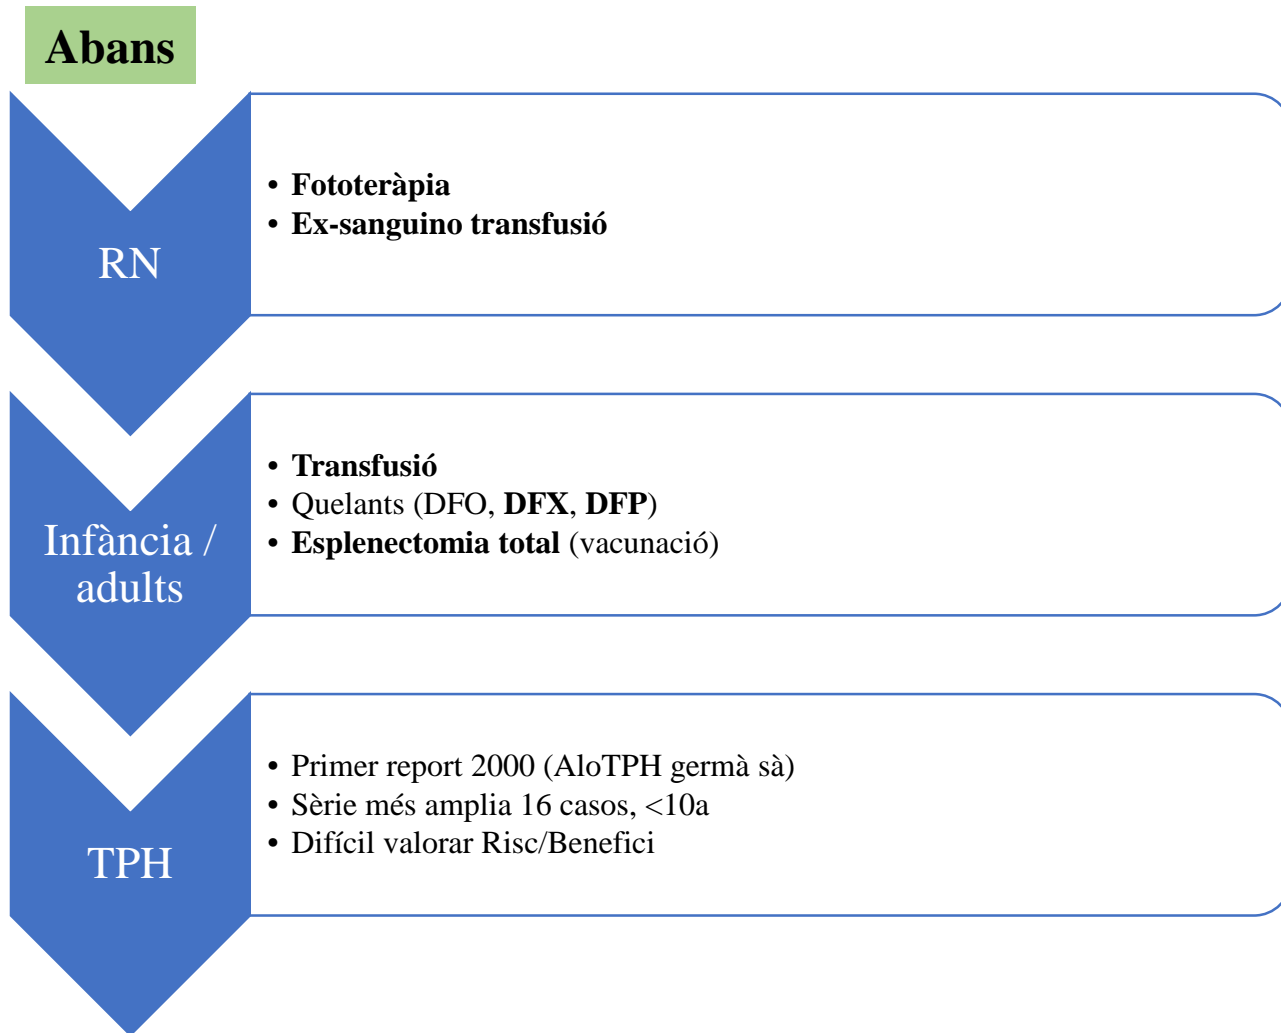 Abans
RN
• Fototeràpia
• Ex-sanguino transfusió
Infància /
adults
• Transfusió
• Quelants (DFO, DFX, DFP)
• Esplenectomia total (vacunació)
TPH
• Primer report 2000 (AloTPH germà sà)
• Sèrie més amplia 16 casos, <10a
• Difícil valorar Risc/Benefici